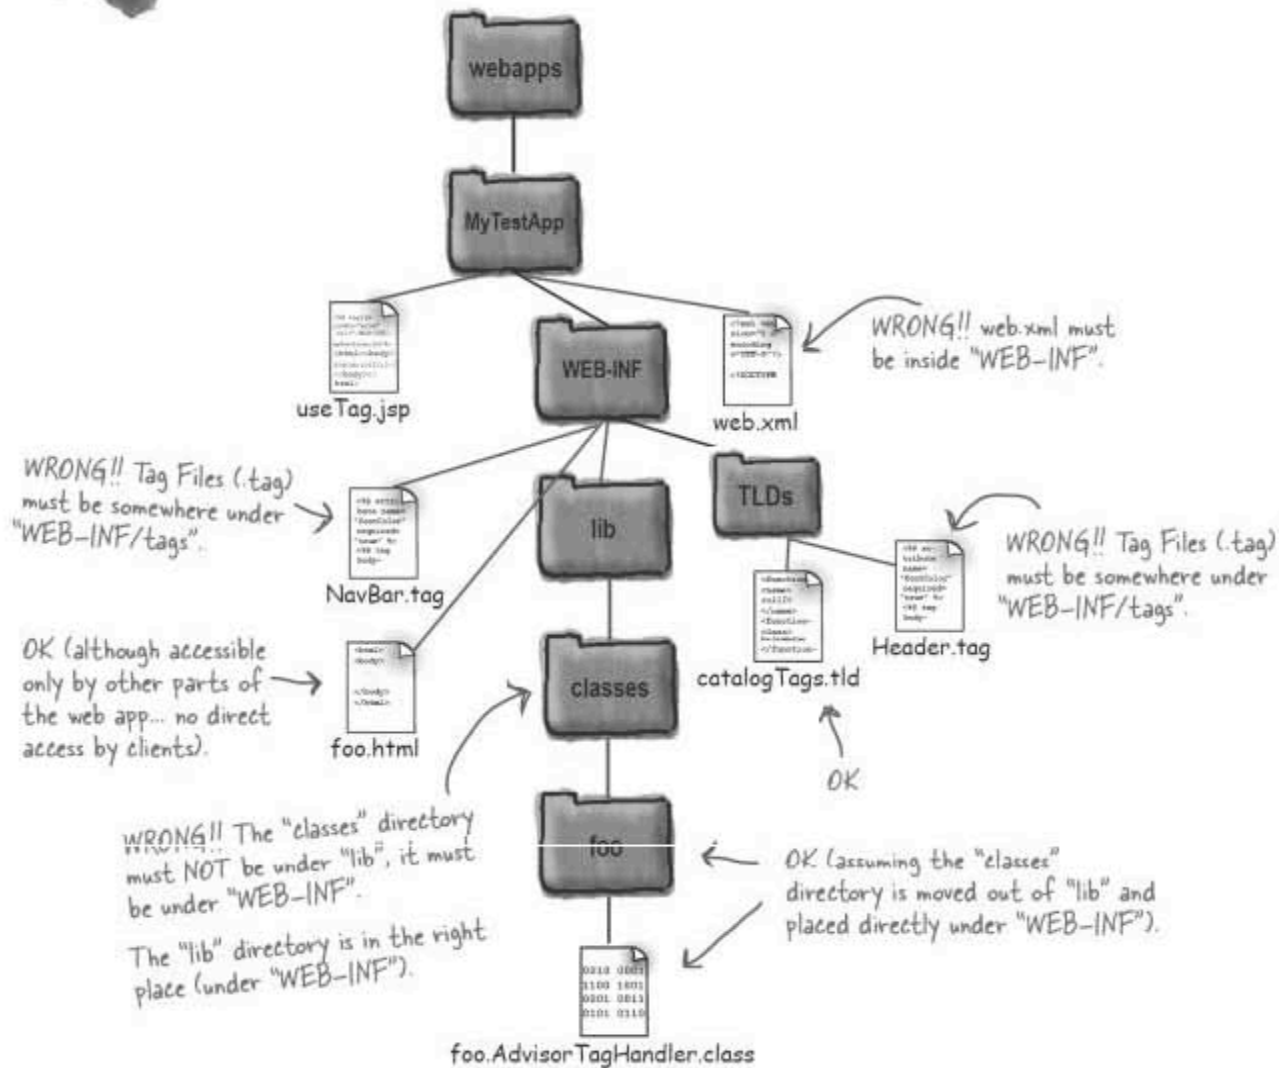 webapps
MyTestApp
useTag.jsp
WEB-INF
web.xml
WRONG!! web.xml must
be inside "WEB-INF".
WRONG!! Tag Files (.tag)
must be somewhere under
"WEB-INF/tags".
NavBar.tag
lib
TLDs
catalogTags.tld
Header.tag
WRONG!! Tag Files (.tag)
must be somewhere under
"WEB-INF/tags".
OK (although accessible
only by other parts of
the web app... no direct
access by clients).
<html>
<body>
</body>
</html>
foo.html
classes
OK
WRONG!! The "classes" directory
must NOT be under "lib", it must
be under "WEB-INF".
The "lib" directory is in the right
place (under "WEB-INF").
foo
OK (assuming the "classes"
directory is moved out of "lib" and
placed directly under "WEB-INF").
foo.AdvisorTagHandler.class